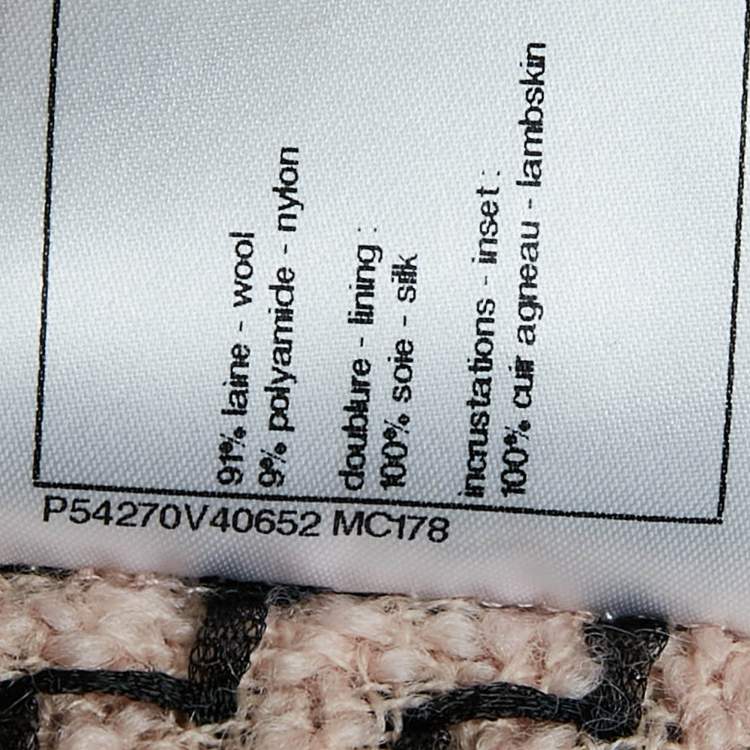 91% laine - wool
9% polyamide - nylon
doublure - lining :
100% soie - silk
incrustations - inset :
100% cuir agneau - lambskin
P54270V40652 MC178